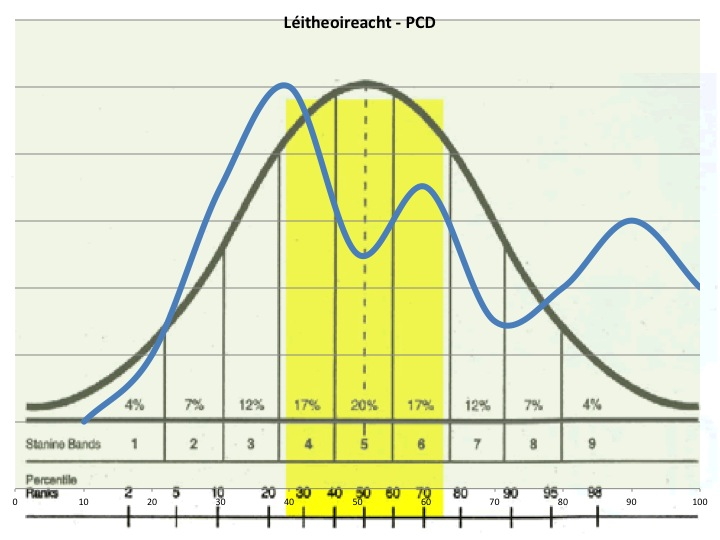 Léitheoireacht - PCD
4% 7% 12% 17% 20% 17% 12% 7% 4%
Stanine Bands 1 2 3 4 5 6 7 8 9
Percentile
Ranks 2 5 10 20 30 40 50 60 70 80 90 95 98
0 10 20 30 40 50 60 70 80 90 100